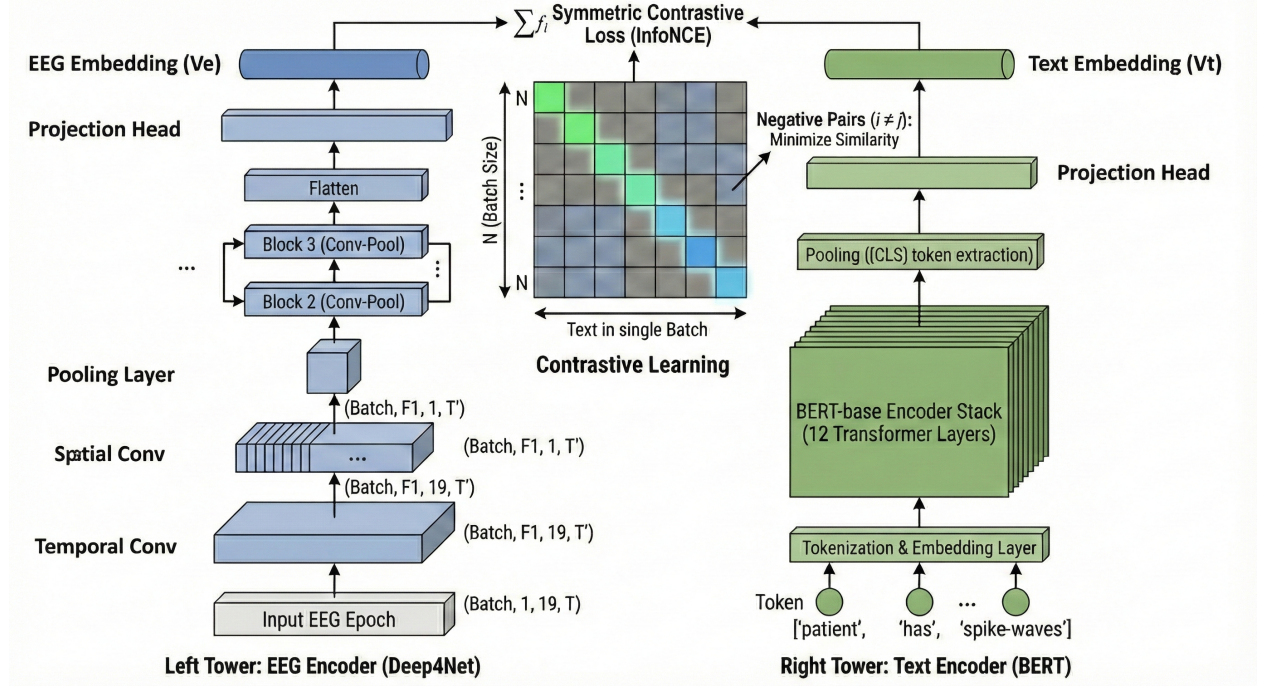 ∑fl Symmetric Contrastive
Loss (InfoNCE)
EEG Embedding (Ve)
Projection Head
Flatten
Block 3 (Conv-Pool)
...
⋮
Block 2 (Conv-Pool)
Pooling Layer
(Batch, F1, 1, T')
Spatial Conv
...
(Batch, F1, 1, T')
(Batch, F1, 19, T')
Temporal Conv
(Batch, F1, 19, T')
Input EEG Epoch
(Batch, 1, 19, T)
Left Tower: EEG Encoder (Deep4Net)
N
N (Batch Size)
⋮
N
Text in single Batch
Contrastive Learning
Negative Pairs (i ≠ j):
Minimize Similarity
Text Embedding (Vt)
Projection Head
Pooling ([CLS) token extraction)
BERT-base Encoder Stack
(12 Transformer Layers)
Tokenization & Embedding Layer
Token ...
['patient', 'has', 'spike-waves']
Right Tower: Text Encoder (BERT)